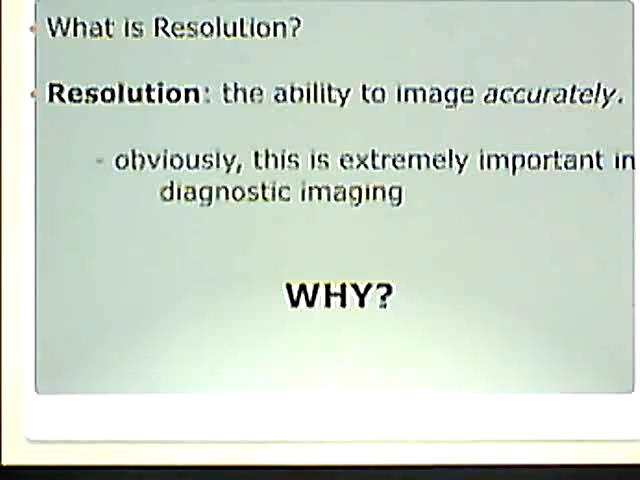 What is Resolution?
Resolution: the ability to image accurately.
- obviously, this is extremely important in
diagnostic imaging
WHY?